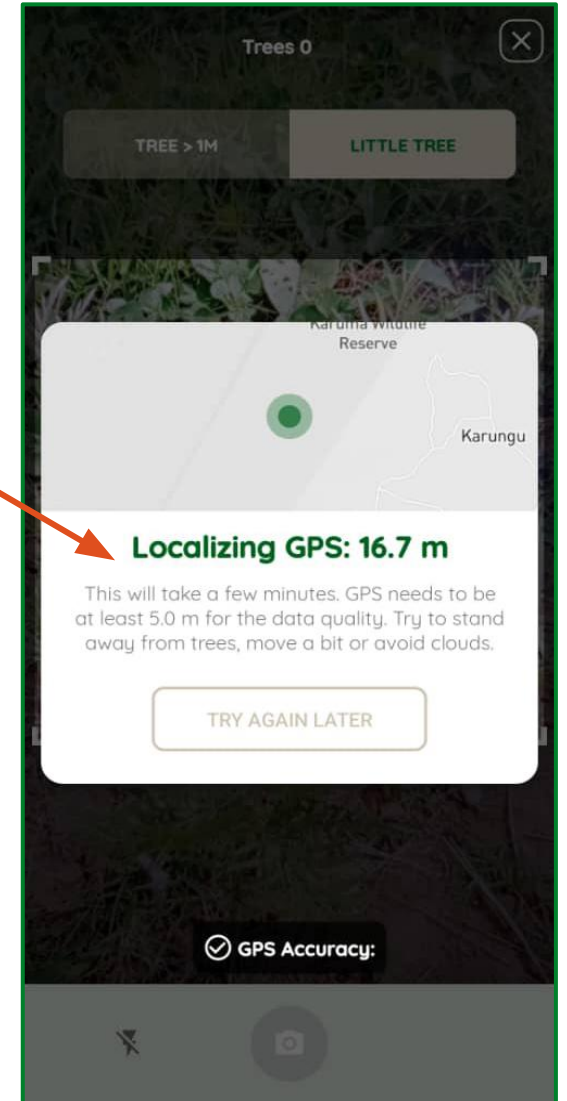 Trees 0
TREE > 1M
LITTLE TREE
Karuma Wildlife
Reserve
Karungu
Localizing GPS: 16.7 m
This will take a few minutes. GPS needs to be
at least 5.0 m for the data quality. Try to stand
away from trees, move a bit or avoid clouds.
TRY AGAIN LATER
GPS Accuracy: